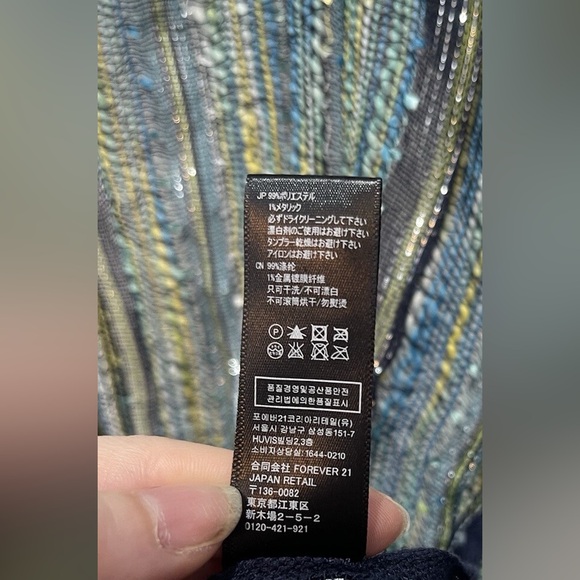 JP 99%ポリエステル
1%メタリック
必ずドライクリーニングして下さい
漂白剤のご使用はお避け下さい
タンブラー乾燥はお避け下さい
アイロンはお避け下さい
CN 99%涤纶
1%金属镀膜纤维
只可干洗/不可漂白
不可滚筒烘干/勿熨烫
품질경영및공산품안전
관리법에의한품질표시
포에버21코리아리테일(유)
서울시 강남구 삼성동151-7
HUVIS빌딩2,3층
소비자상담실: 1644-0210
合同会社 FOREVER 21
JAPAN RETAIL
〒136-0082
東京都江東区
新木場2-5-2
0120-421-921